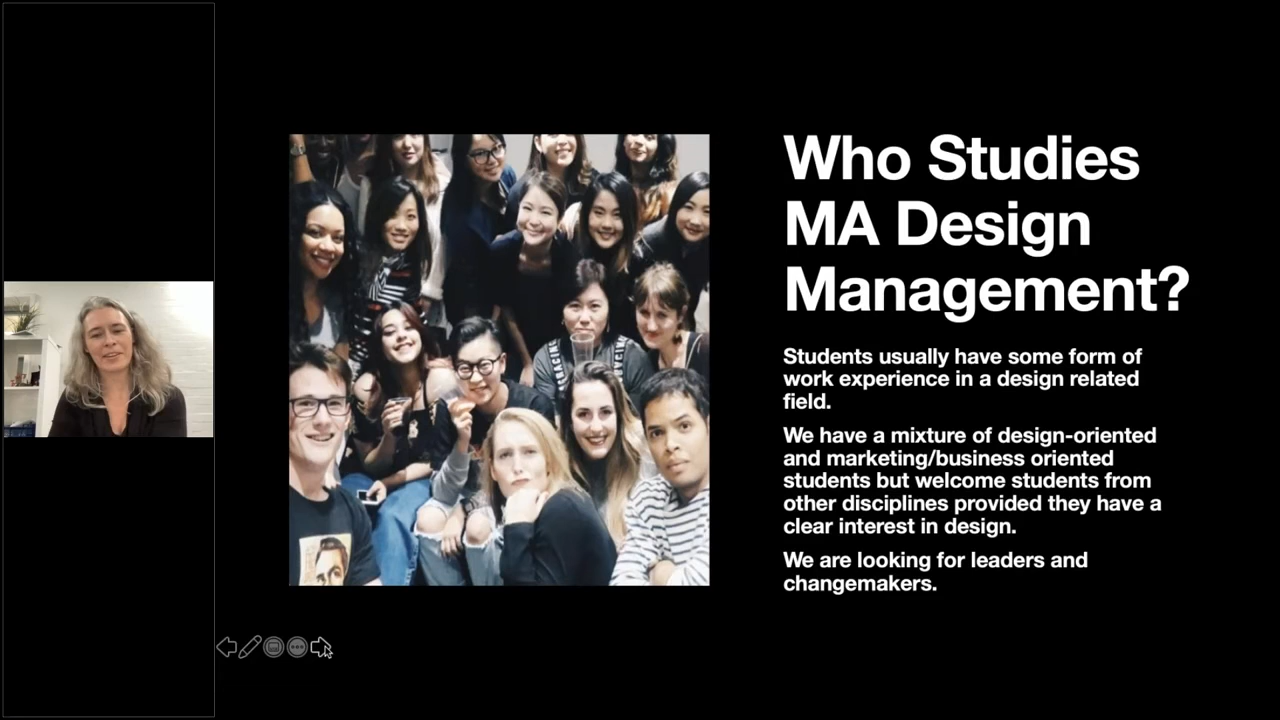 Who Studies
MA Design
Management?
Students usually have some form of
work experience in a design related
field.
We have a mixture of design-oriented
and marketing/business oriented
students but welcome students from
other disciplines provided they have a
clear interest in design.
We are looking for leaders and
changemakers.